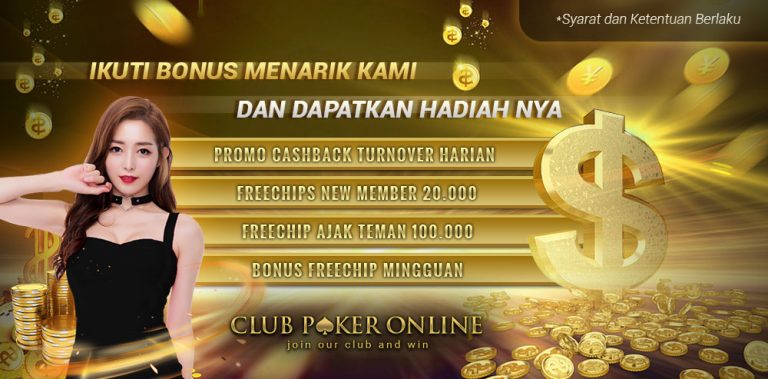 *Syarat dan Ketentuan Berlaku
IKUTI BONUS MENARIK KAMI
DAN DAPATKAN HADIAH NYA
PROMO CASHBACK TURNOVER HARIAN
FREECHIPS NEW MEMBER 20.000
FREECHIP AJAK TEMAN 100.000
BONUS FREECHIP MINGGUAN
CLUB POKER ONLINE
join our club and win